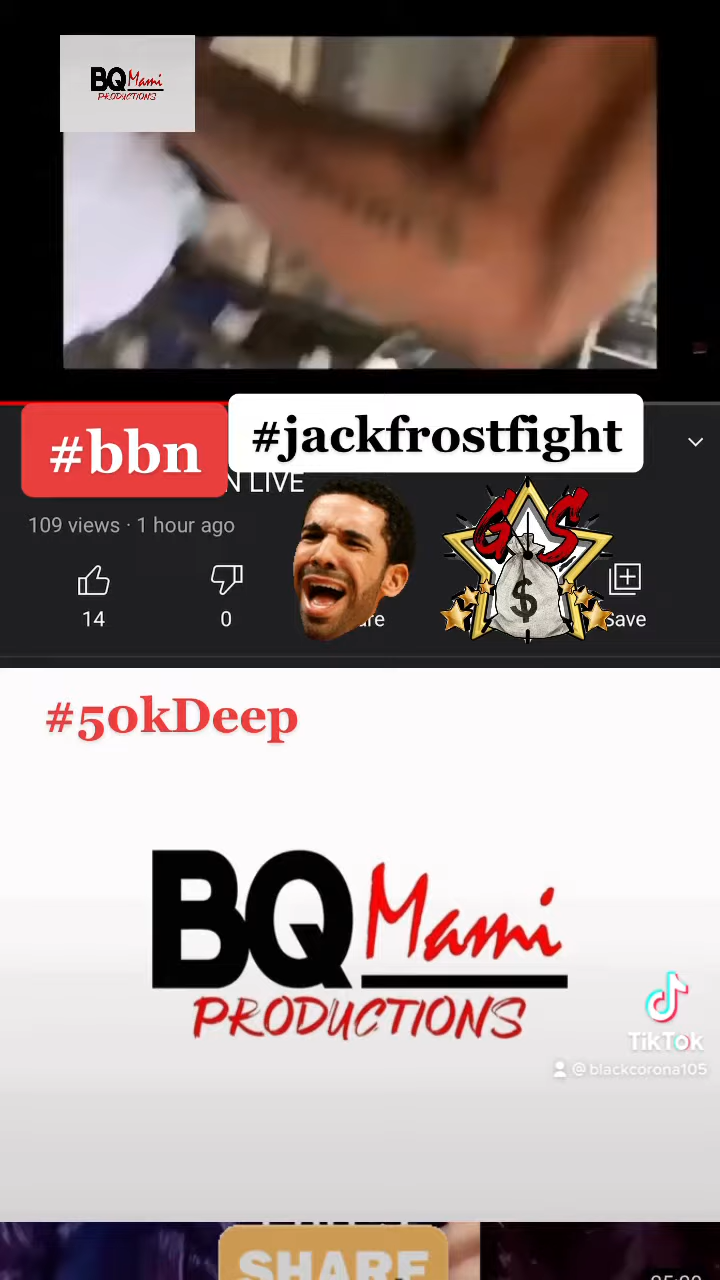 BQ Mami
PRODUCTIONS
#bbn
#jackfrostfight
N LIVE
109 views · 1 hour ago
GS
$
14
0
are
Save
#50kDeep
BQ Mami
PRODUCTIONS
TikTok
@blackcorona105
SHARE